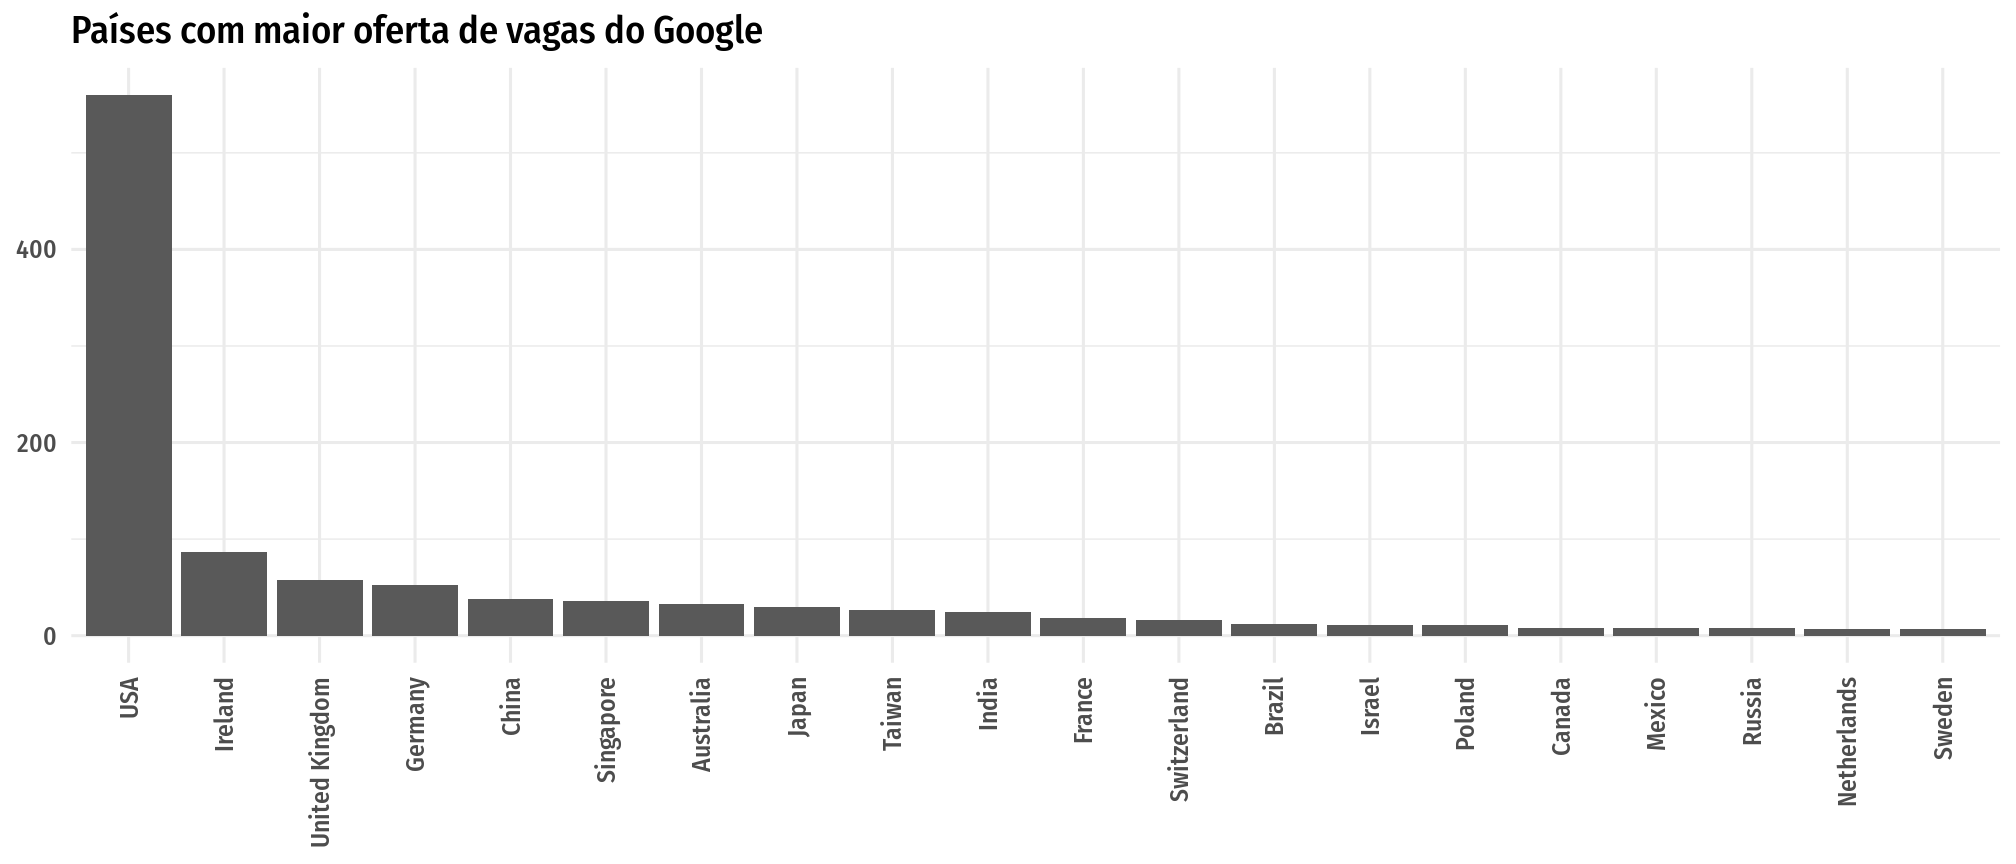 Países com maior oferta de vagas do Google
400
200
0
USA
Ireland
United Kingdom
Germany
China
Singapore
Australia
Japan
Taiwan
India
France
Switzerland
Brazil
Israel
Poland
Canada
Mexico
Russia
Netherlands
Sweden